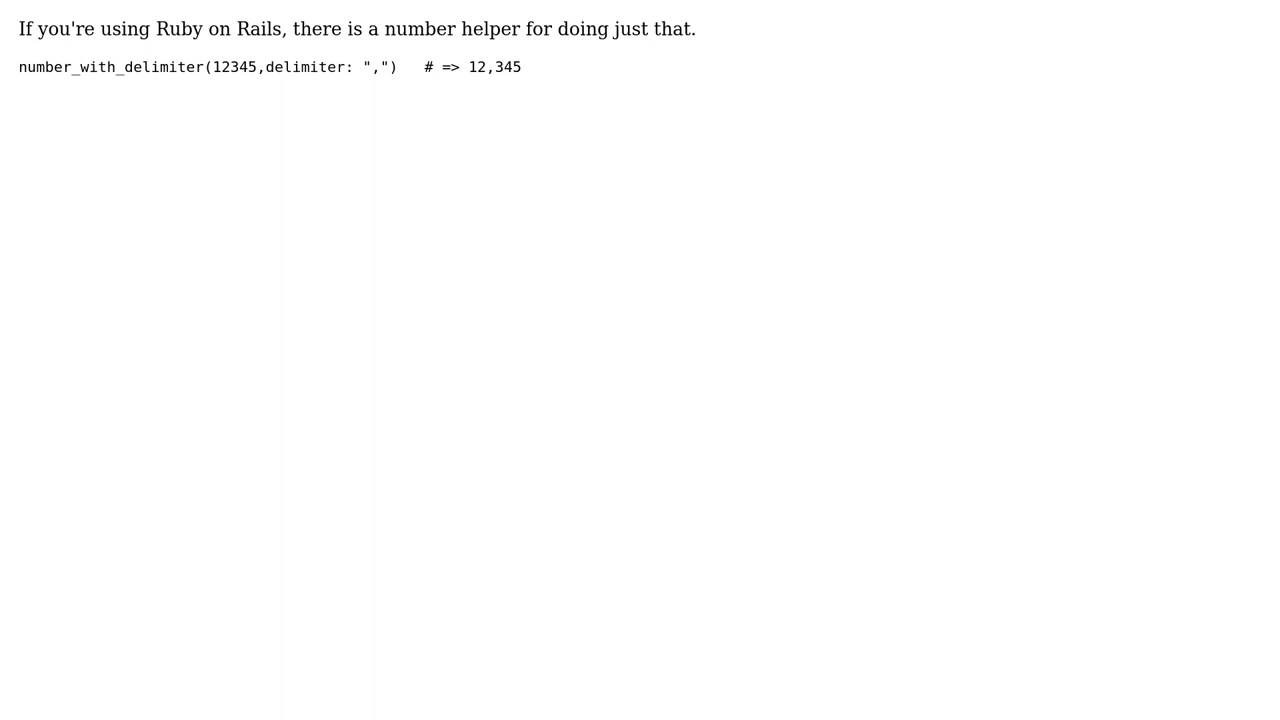 If you're using Ruby on Rails, there is a number helper for doing just that.
number_with_delimiter(12345,delimiter: ",")   # => 12,345